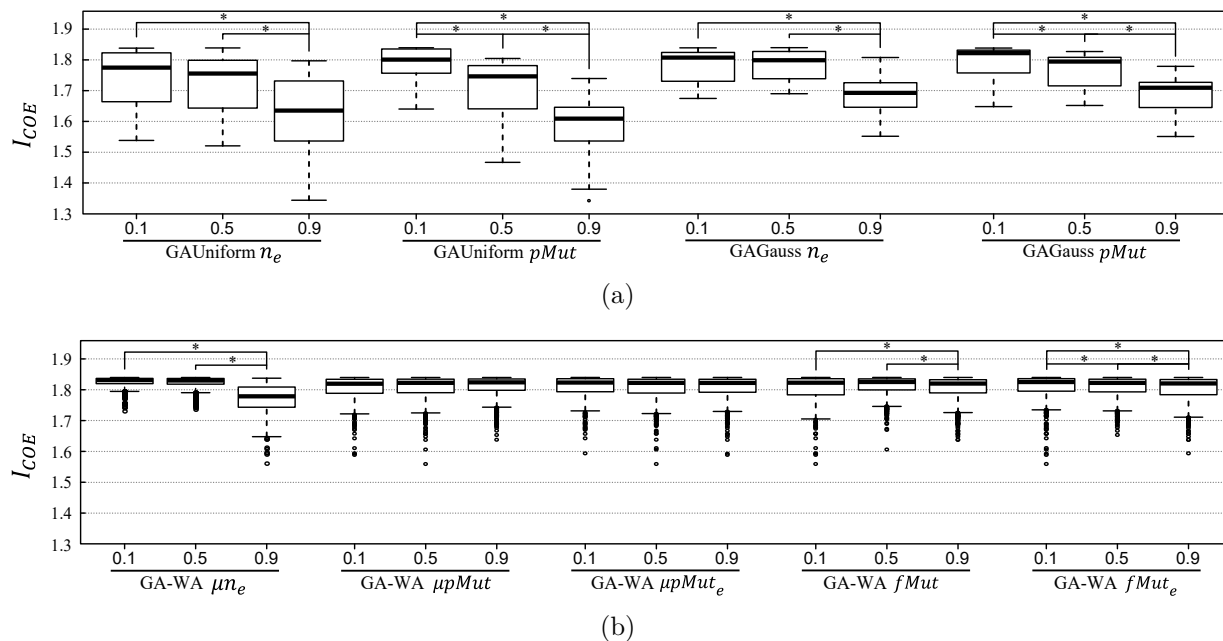 1.9
1.8
1.7
1.6
1.5
1.4
1.3
I_COE
* * * * * * * * * *
0.1 0.5 0.9 0.1 0.5 0.9 0.1 0.5 0.9 0.1 0.5 0.9
GAUniform n_e GAUniform pMut GAGauss n_e GAGauss pMut
(a)
1.9
1.8
1.7
1.6
1.5
1.4
1.3
I_COE
* * * * * * *
0.1 0.5 0.9 0.1 0.5 0.9 0.1 0.5 0.9 0.1 0.5 0.9 0.1 0.5 0.9
GA-WA μn_e GA-WA μpMut GA-WA μpMut_e GA-WA fMut GA-WA fMut_e
(b)